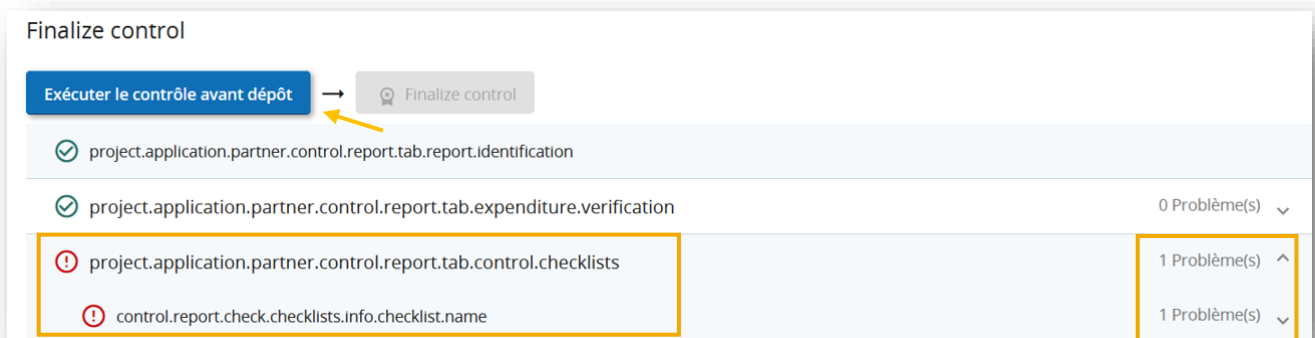 Finalize control
Exécuter le contrôle avant dépôt → Finalize control
project.application.partner.control.report.tab.report.identification
project.application.partner.control.report.tab.expenditure.verification 0 Problème(s)
project.application.partner.control.report.tab.control.checklists 1 Problème(s)
control.report.check.checklists.info.checklist.name 1 Problème(s)